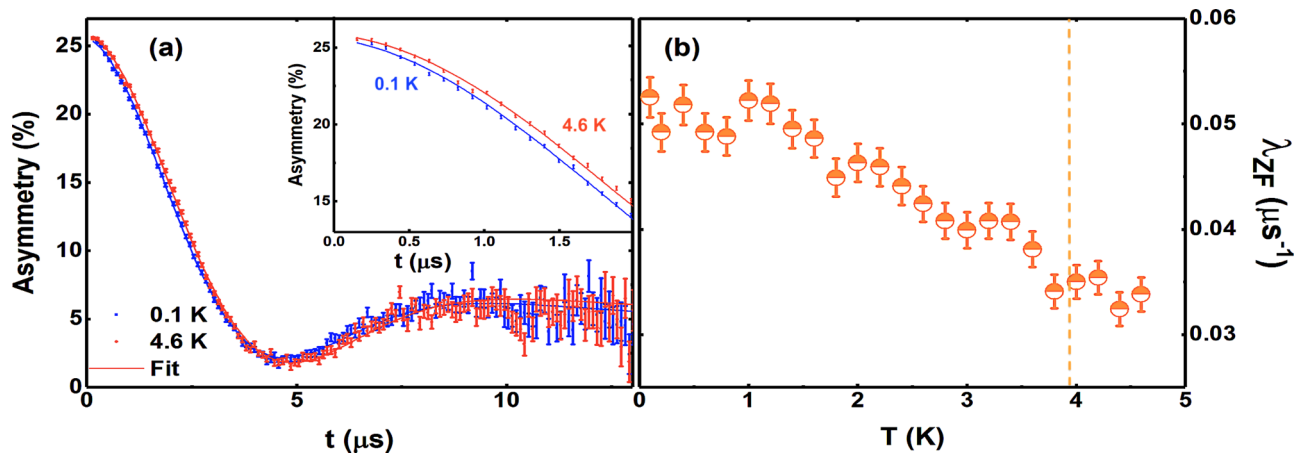 (a)
25
20
15
10
5
0
Asymmetry (%)
0
5
10
t (μs)
0.1 K
4.6 K
Fit
25
20
15
Asymmetry (%)
0.0
0.5
1.0
1.5
t (μs)
0.1 K
4.6 K
(b)
0.06
0.05
0.04
0.03
λZF (μs-1)
0
1
2
3
4
5
T (K)